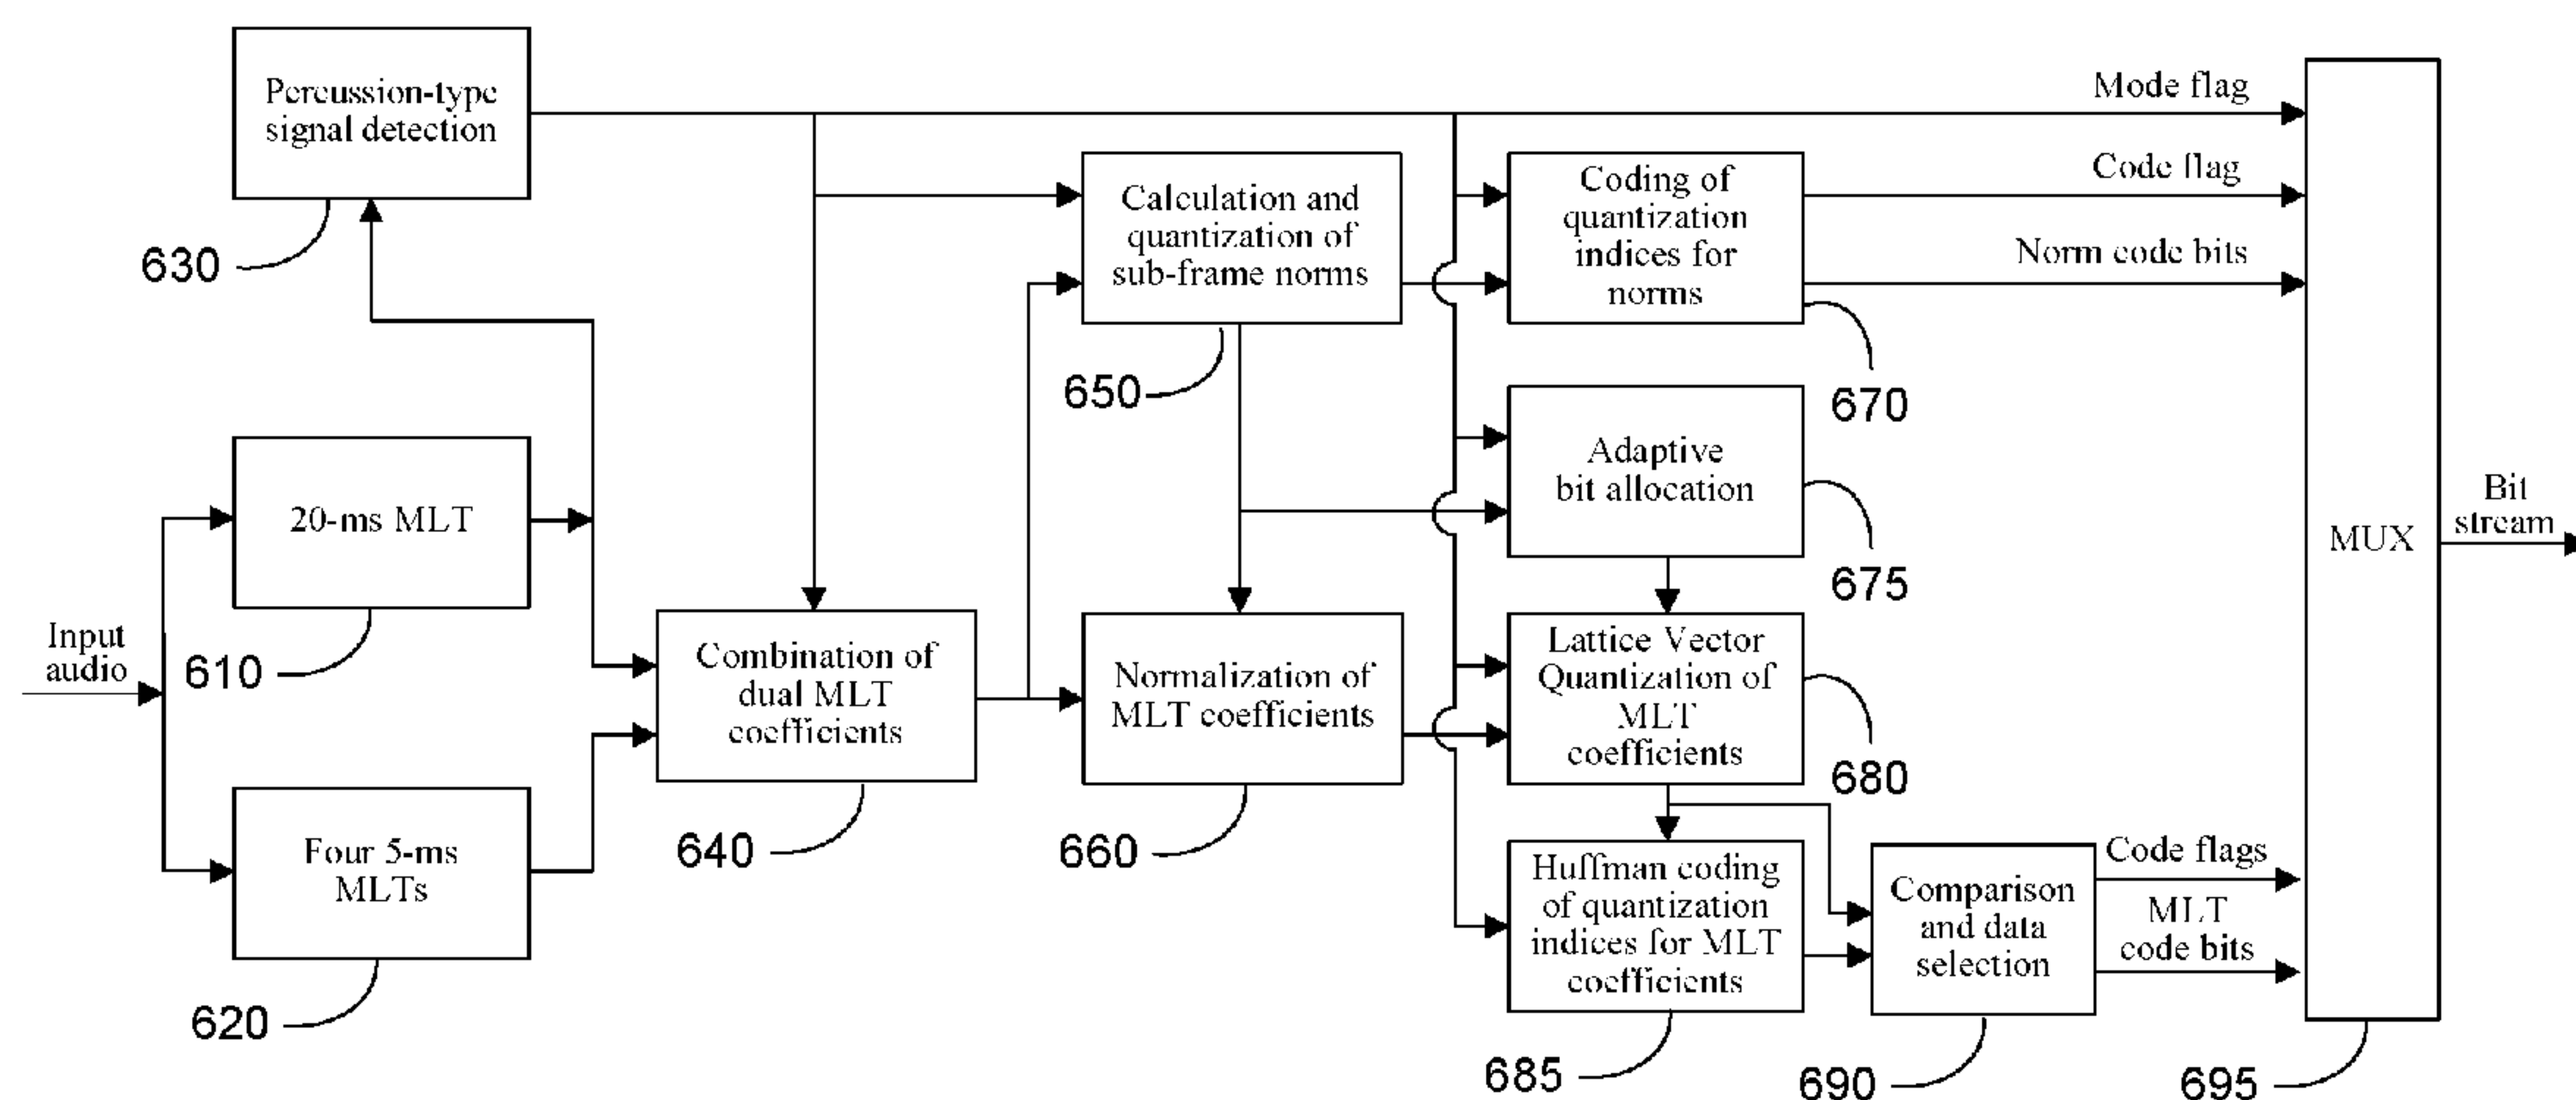 Percussion-type
signal detection
630
Mode flag
Calculation and
quantization of
sub-frame norms
650
Coding of
quantization
indices for
norms
670
Code flag
Norm code bits
Adaptive
bit allocation
675
20-ms MLT
610
Input
audio
Four 5-ms
MLTs
620
Combination of
dual MLT
coefficients
640
Normalization of
MLT coefficients
660
Lattice Vector
Quantization of
MLT
coefficients
680
Huffman coding
of quantization
indices for MLT
coefficients
685
Comparison
and data
selection
690
Code flags
MLT
code bits
MUX
695
Bit
stream